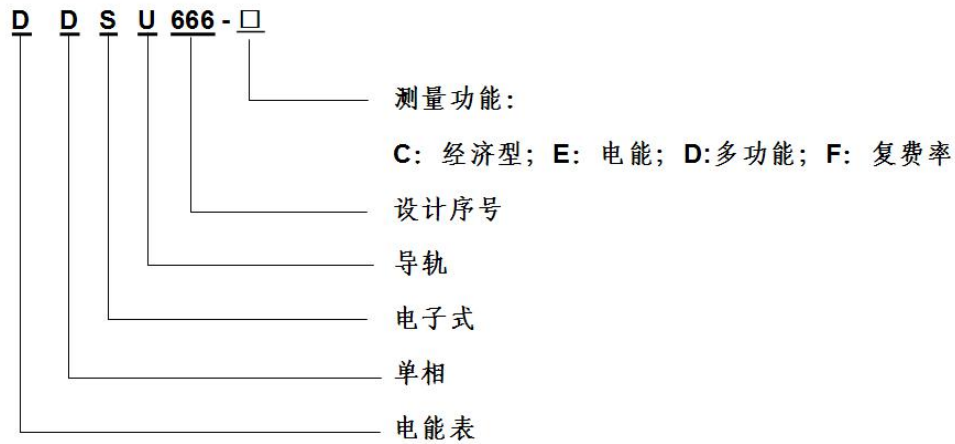 D D S U 666 - □
测量功能：
C：经济型；E：电能；D:多功能；F：复费率
设计序号
导轨
电子式
单相
电能表